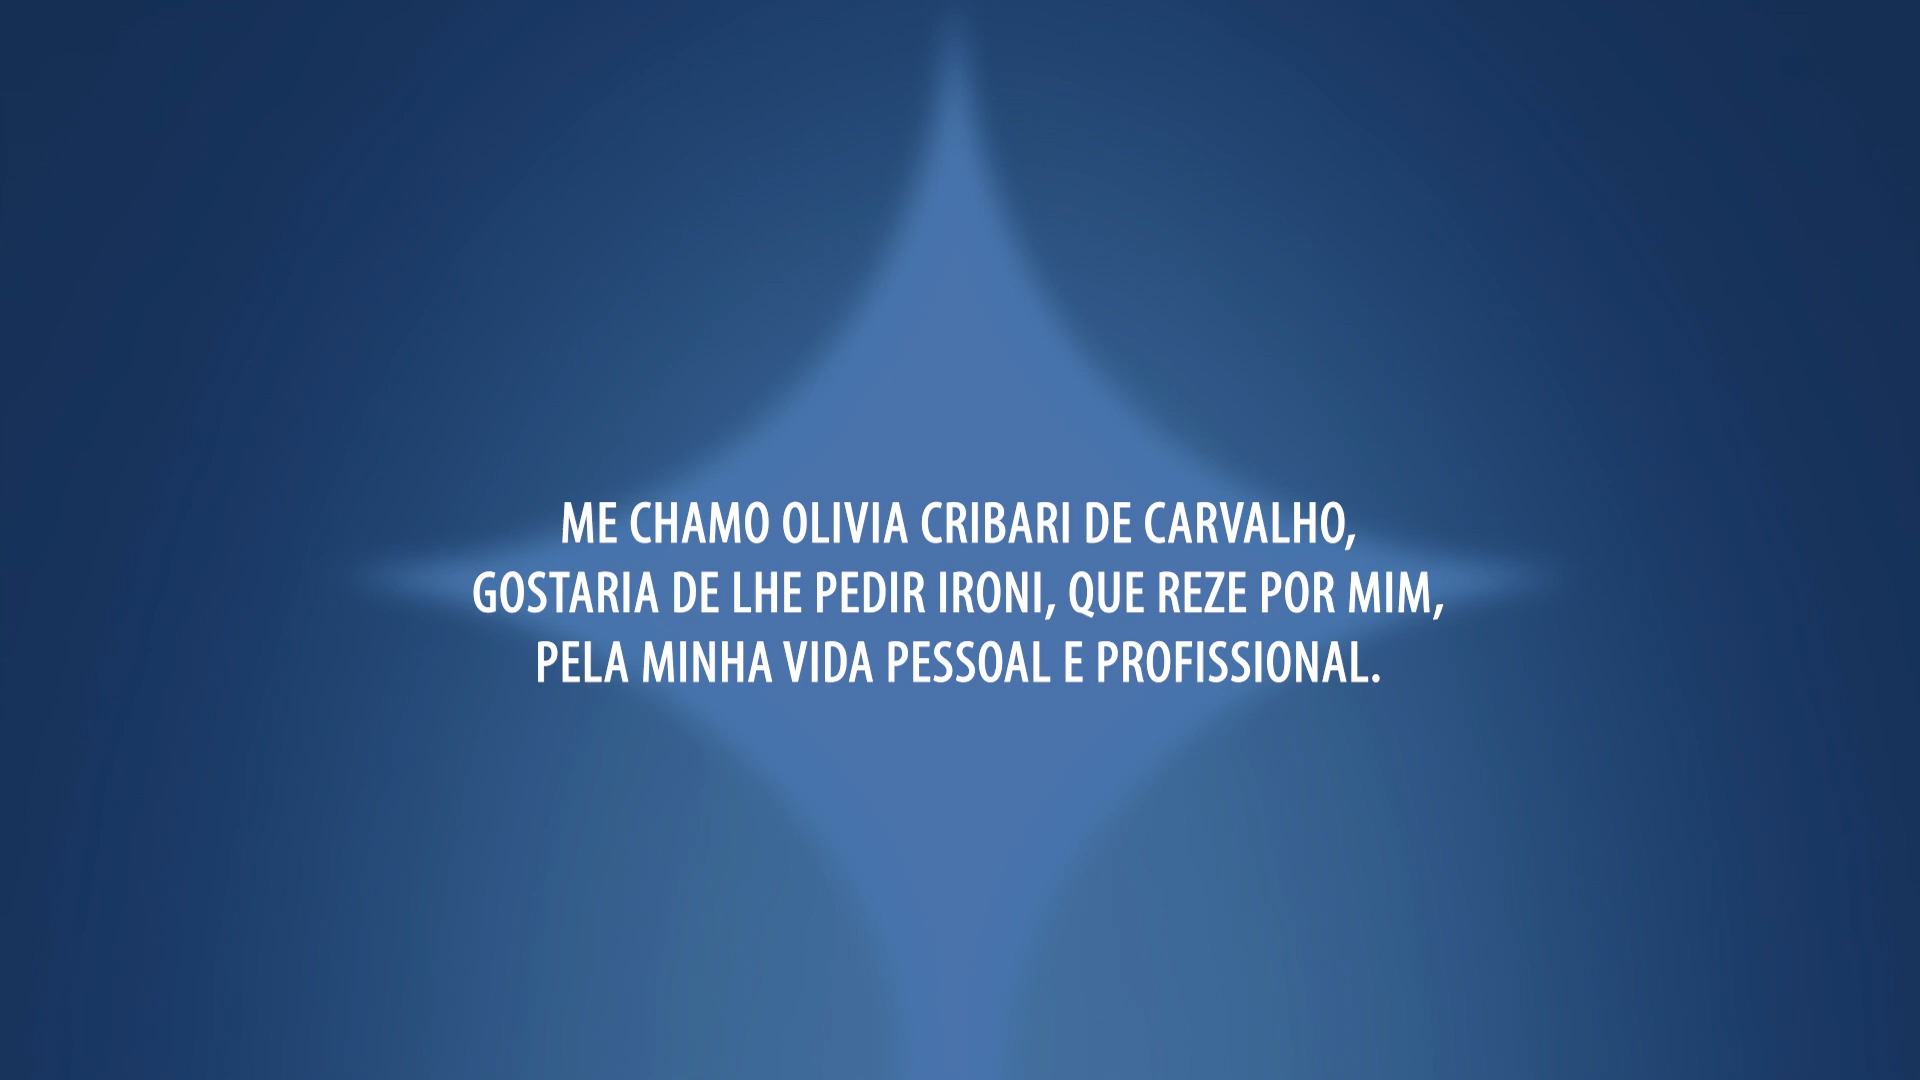 ME CHAMO OLIVIA CRIBARI DE CARVALHO,
GOSTARIA DE LHE PEDIR IRONI, QUE REZE POR MIM,
PELA MINHA VIDA PESSOAL E PROFISSIONAL.